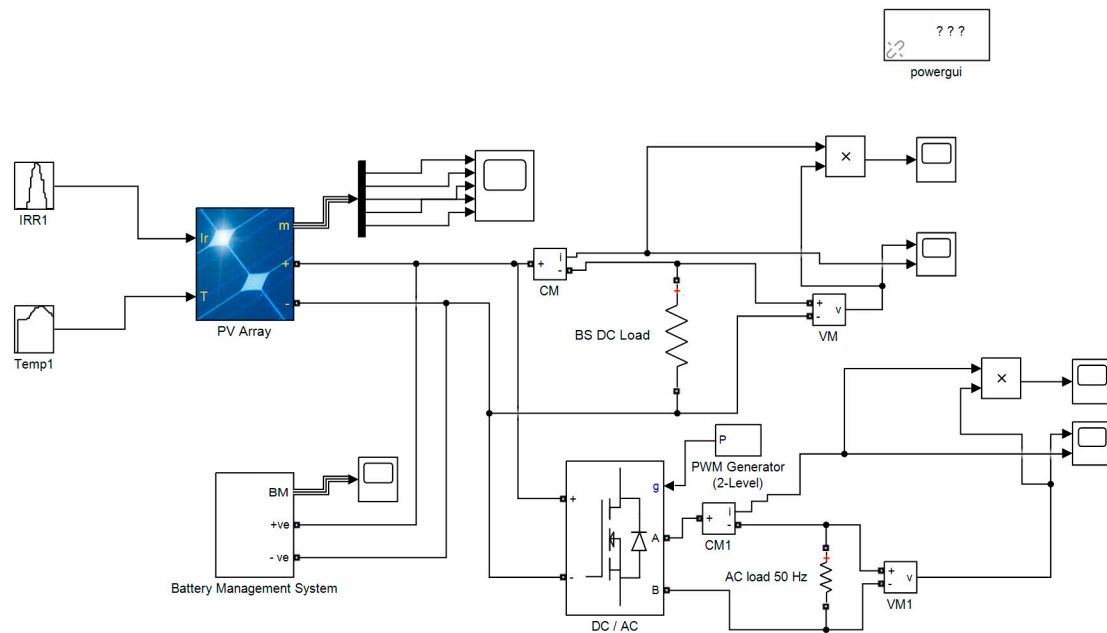 ? ? ?
powergui
IRR1
Ir
m
T
+
-
PV Array
Temp1
+
i
-
CM
×
BS DC Load
+
-
v
VM
×
P
PWM Generator
(2-Level)
BM
+ve
- ve
Battery Management System
+
-
g
A
B
DC / AC
+
i
-
CM1
AC load 50 Hz
+
-
v
VM1